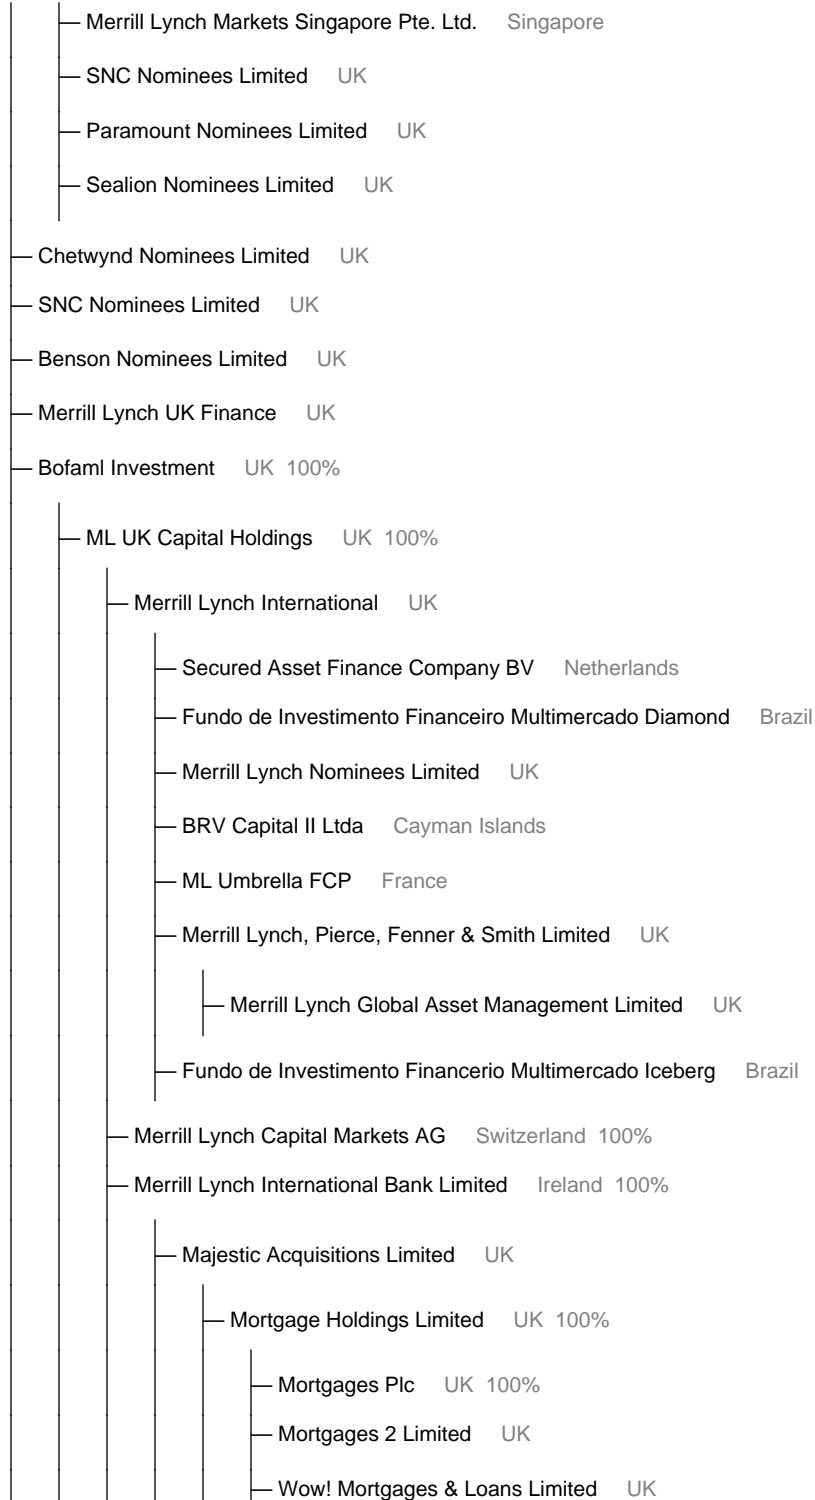 Merrill Lynch Markets Singapore Pte. Ltd. Singapore
SNC Nominees Limited UK
Paramount Nominees Limited UK
Sealion Nominees Limited UK
Chetwynd Nominees Limited UK
SNC Nominees Limited UK
Benson Nominees Limited UK
Merrill Lynch UK Finance UK
Bofaml Investment UK 100%
ML UK Capital Holdings UK 100%
Merrill Lynch International UK
Secured Asset Finance Company BV Netherlands
Fundo de Investimento Financeiro Multimercado Diamond Brazil
Merrill Lynch Nominees Limited UK
BRV Capital II Ltda Cayman Islands
ML Umbrella FCP France
Merrill Lynch, Pierce, Fenner & Smith Limited UK
Merrill Lynch Global Asset Management Limited UK
Fundo de Investimento Financerio Multimercado Iceberg Brazil
Merrill Lynch Capital Markets AG Switzerland 100%
Merrill Lynch International Bank Limited Ireland 100%
Majestic Acquisitions Limited UK
Mortgage Holdings Limited UK 100%
Mortgages Plc UK 100%
Mortgages 2 Limited UK
Wow! Mortgages & Loans Limited UK